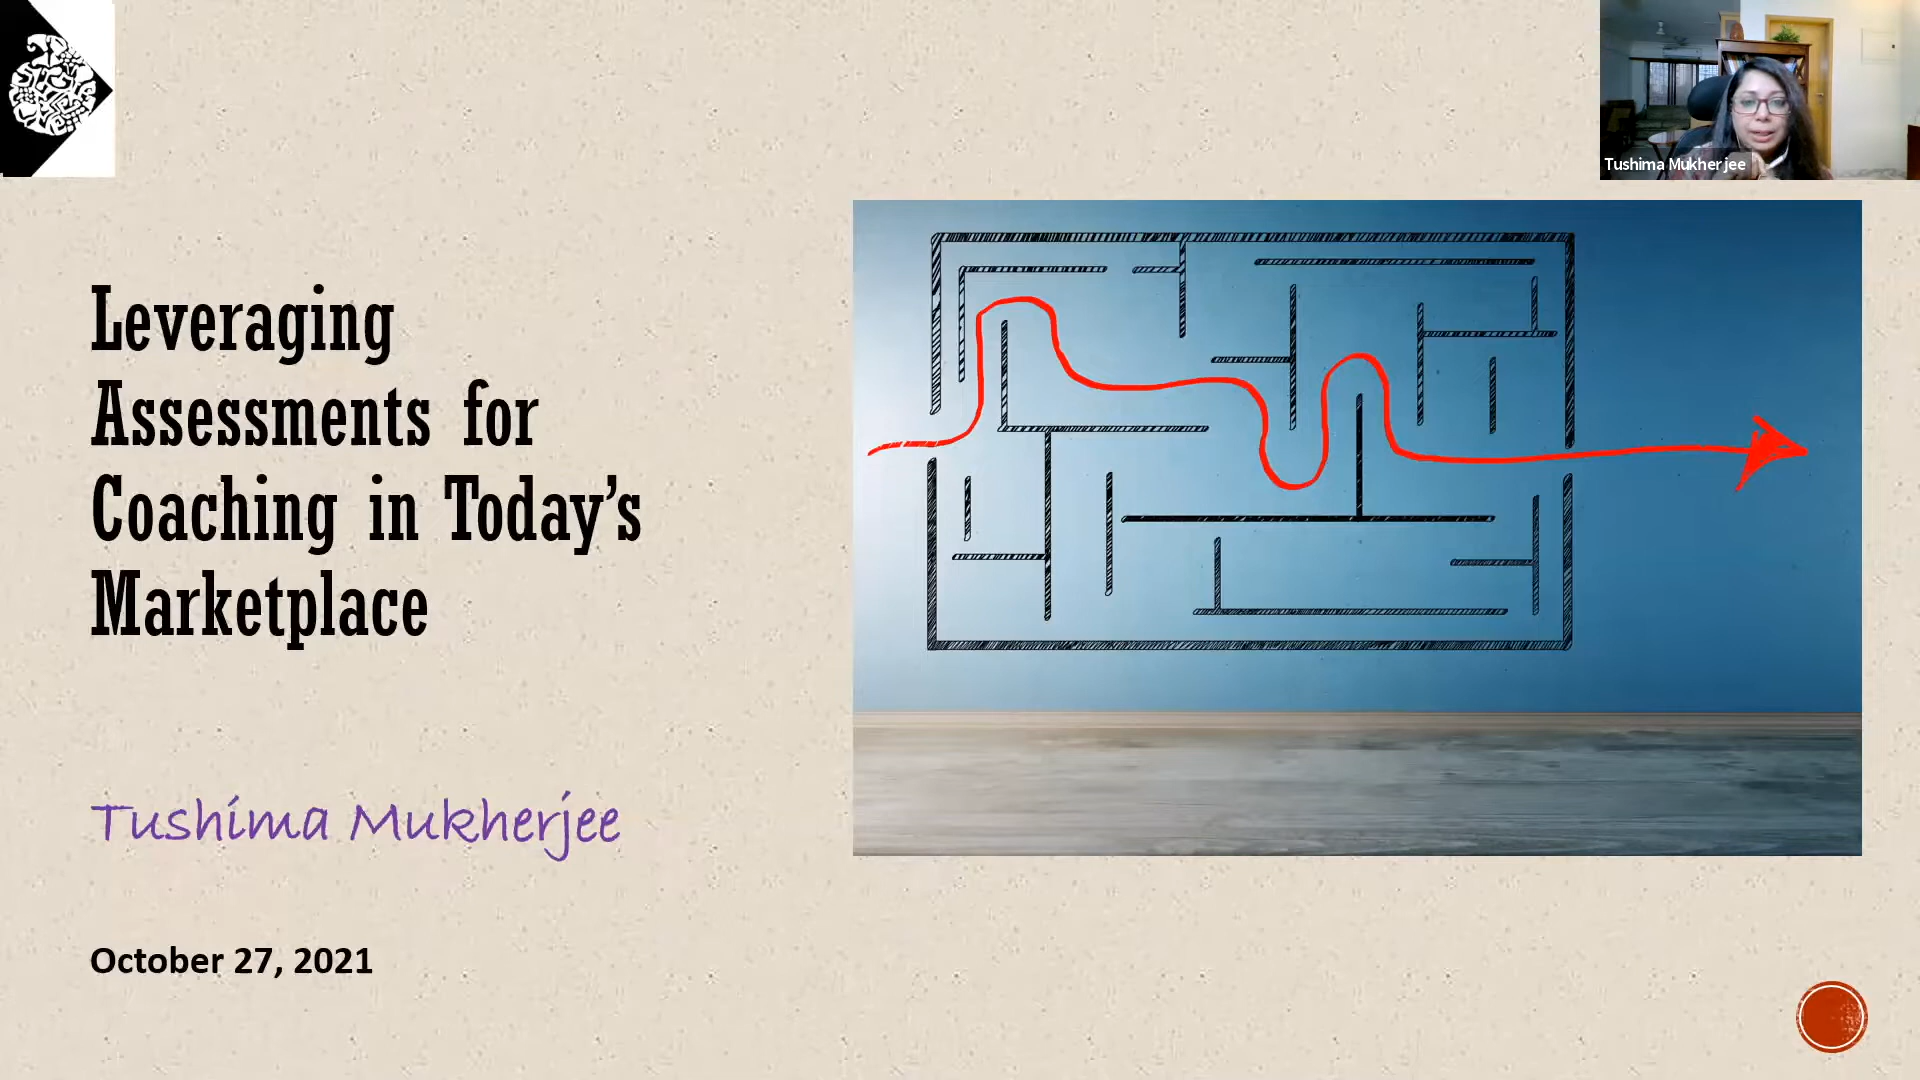 Tushima Mukherjee
Leveraging
Assessments for
Coaching in Today's
Marketplace
Tushima Mukherjee
October 27, 2021